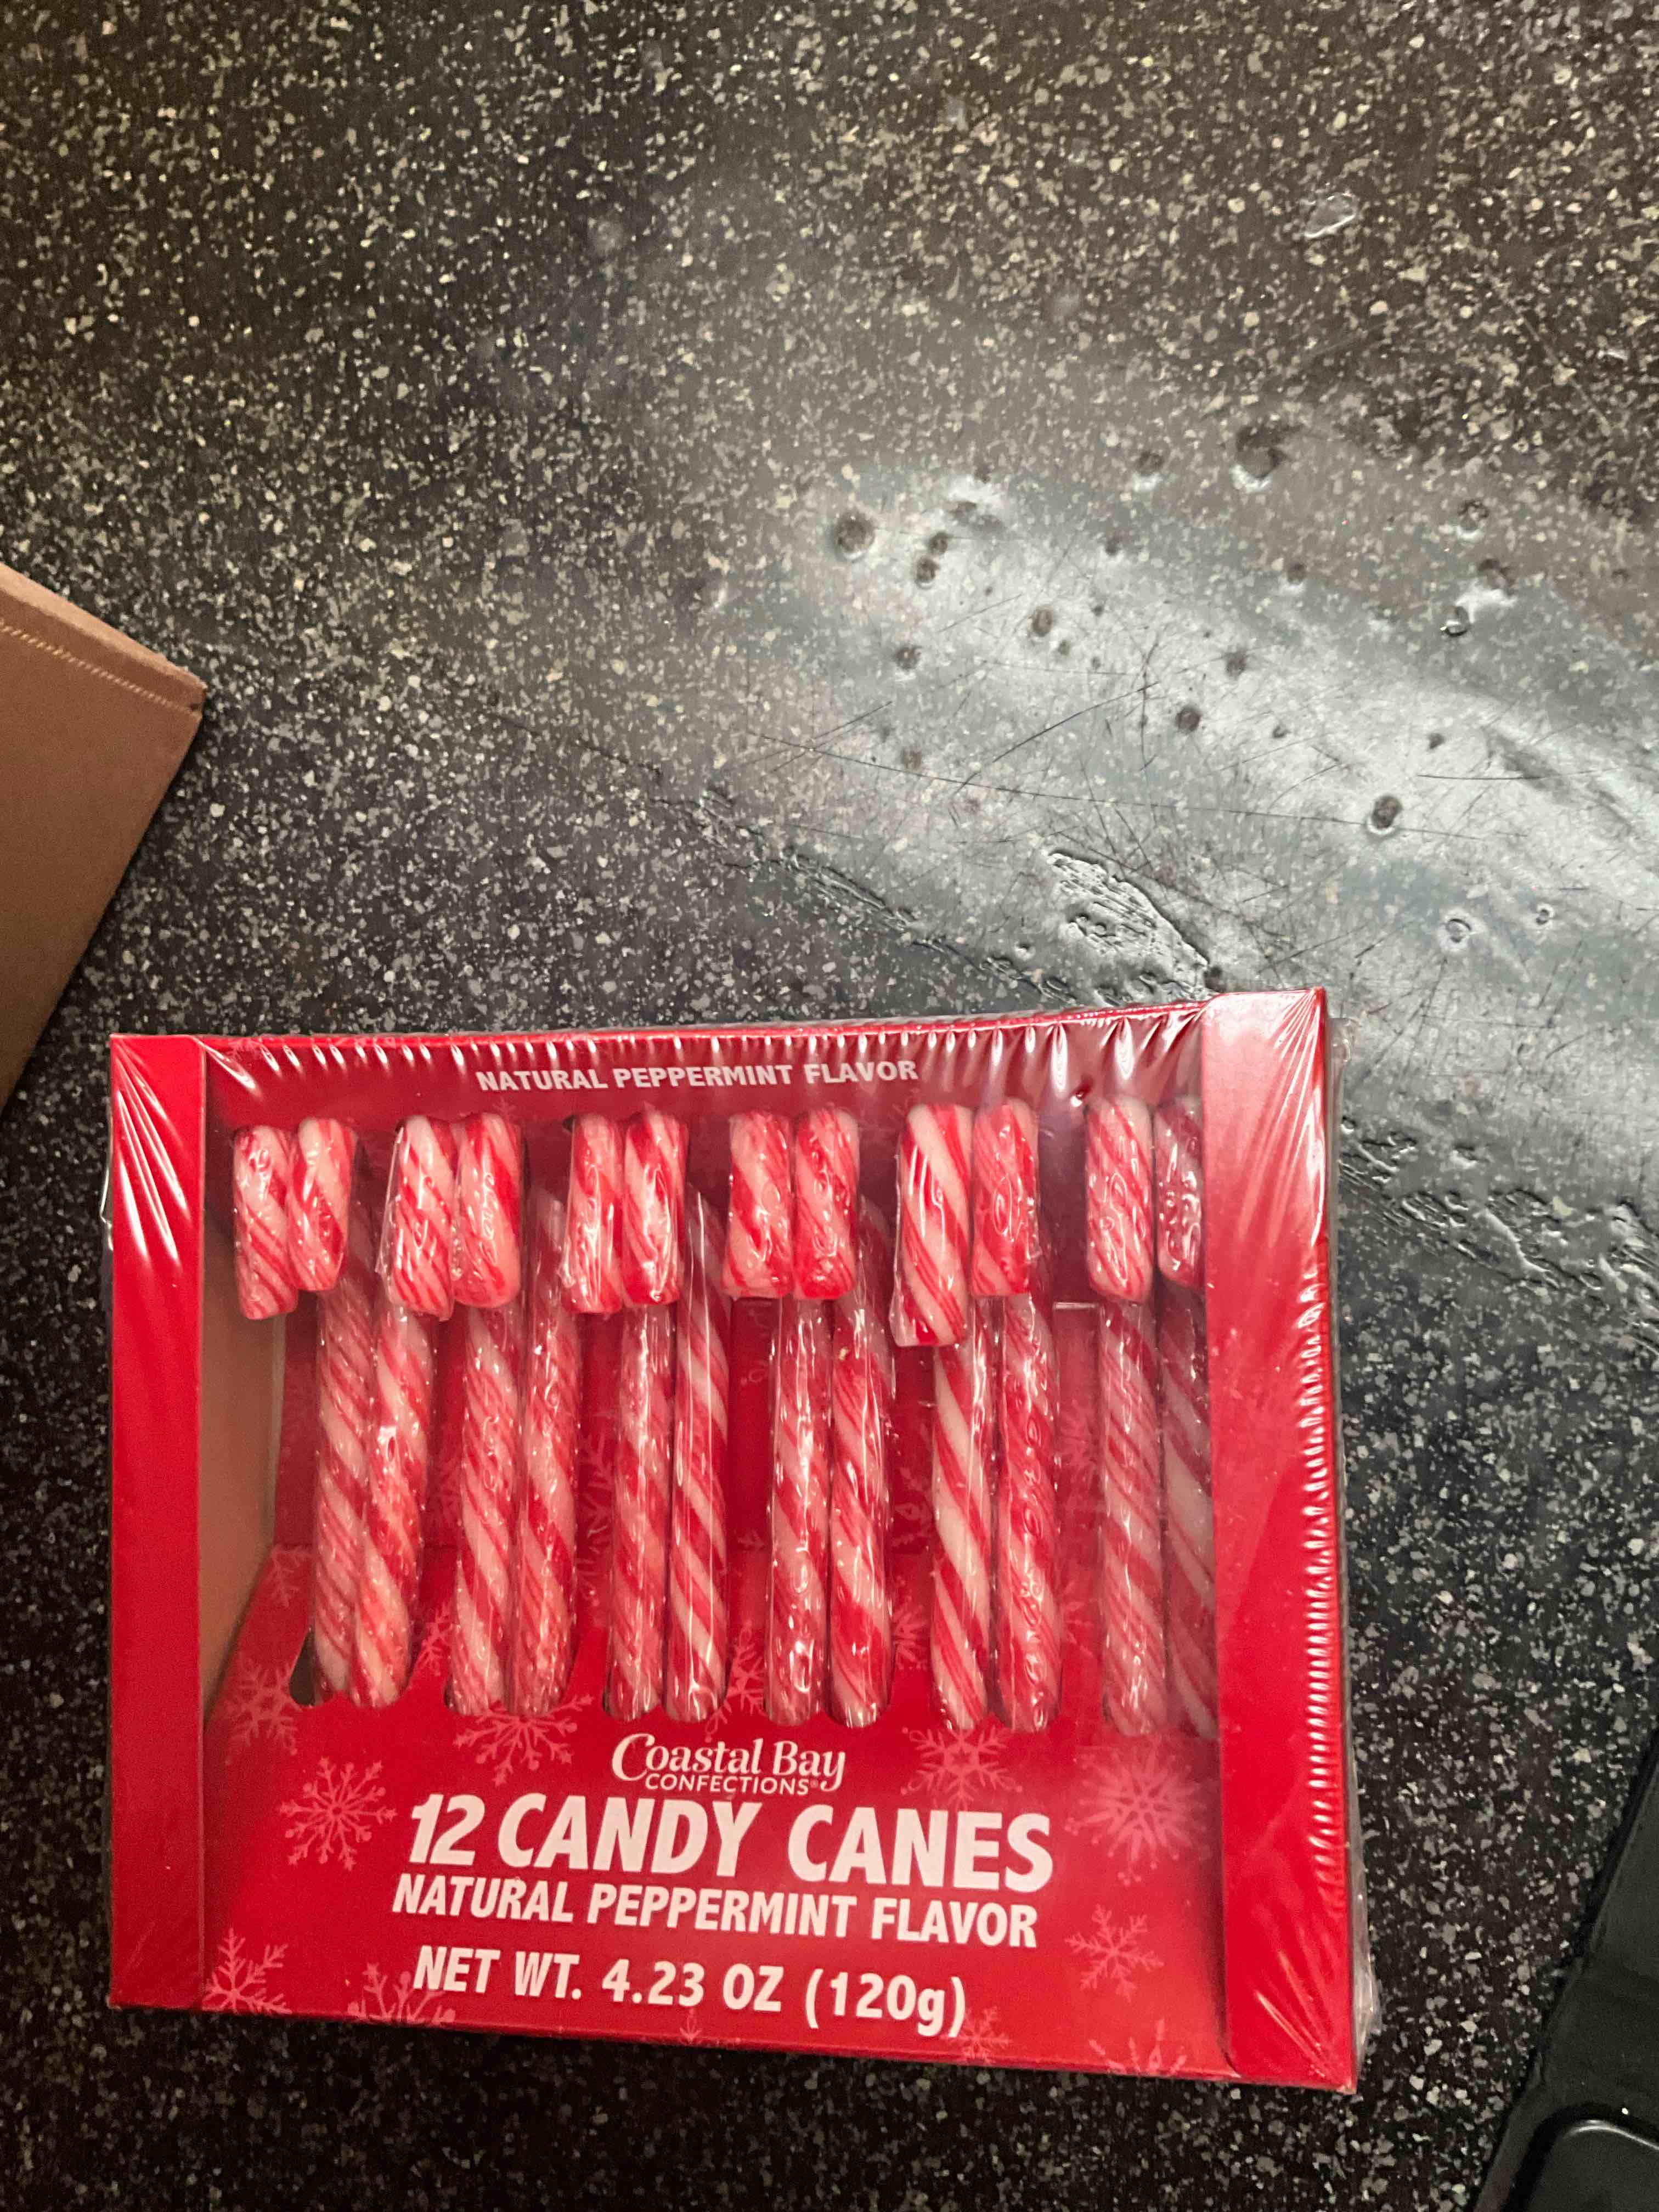 NATURAL PEPPERMINT FLAVOR
Coastal Bay
CONFECTIONS®
12 CANDY CANES
NATURAL PEPPERMINT FLAVOR
NET WT. 4.23 OZ (120g)